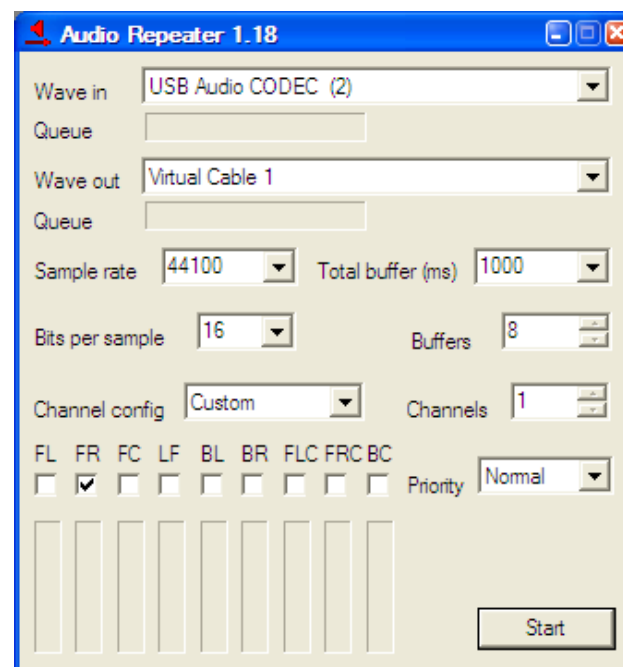 Audio Repeater 1.18
Wave in USB Audio CODEC (2)
Queue
Wave out Virtual Cable 1
Queue
Sample rate 44100 Total buffer (ms) 1000
Bits per sample 16 Buffers 8
Channel config Custom Channels 1
FL FR FC LF BL BR FLC FRC BC
Priority Normal
Start